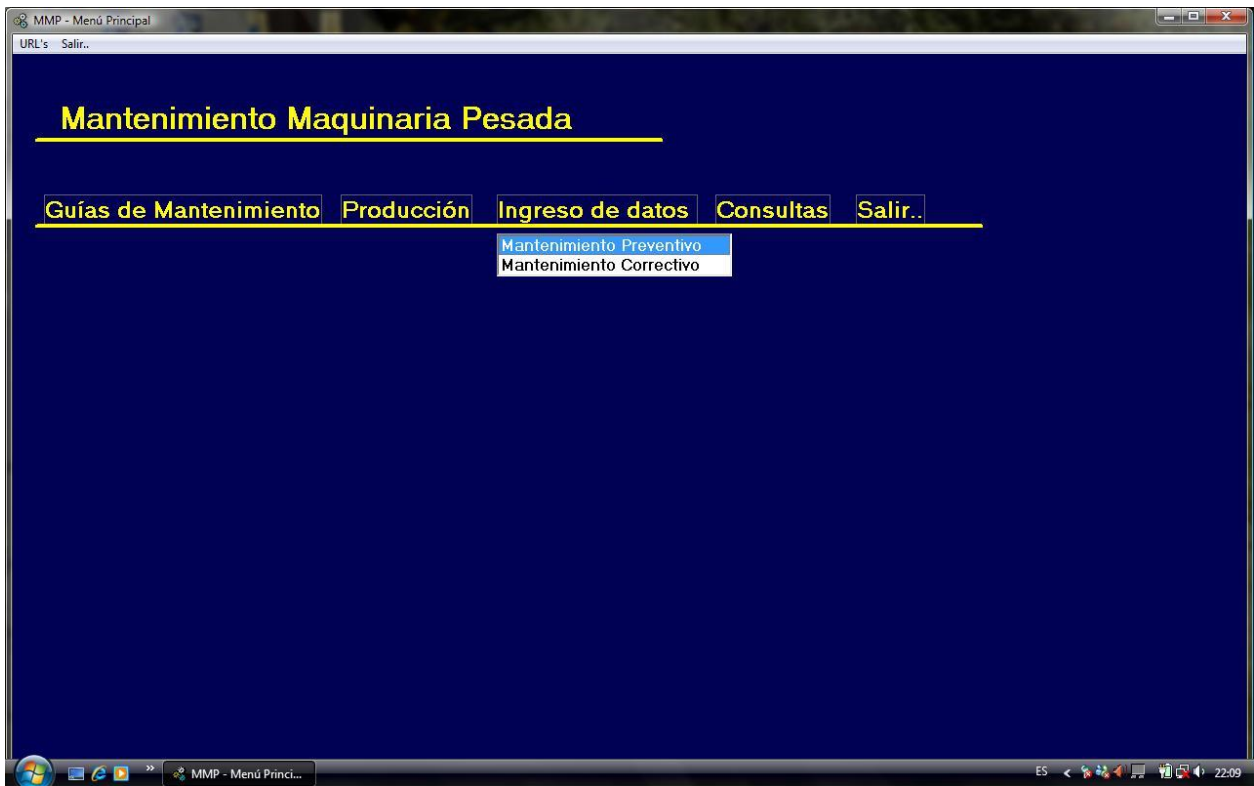 MMP - Menú Principal
URL's Salir..
Mantenimiento Maquinaria Pesada
Guías de Mantenimiento Producción Ingreso de datos Consultas Salir..
Mantenimiento Preventivo
Mantenimiento Correctivo
MMP - Menú Princi... ES 22:09